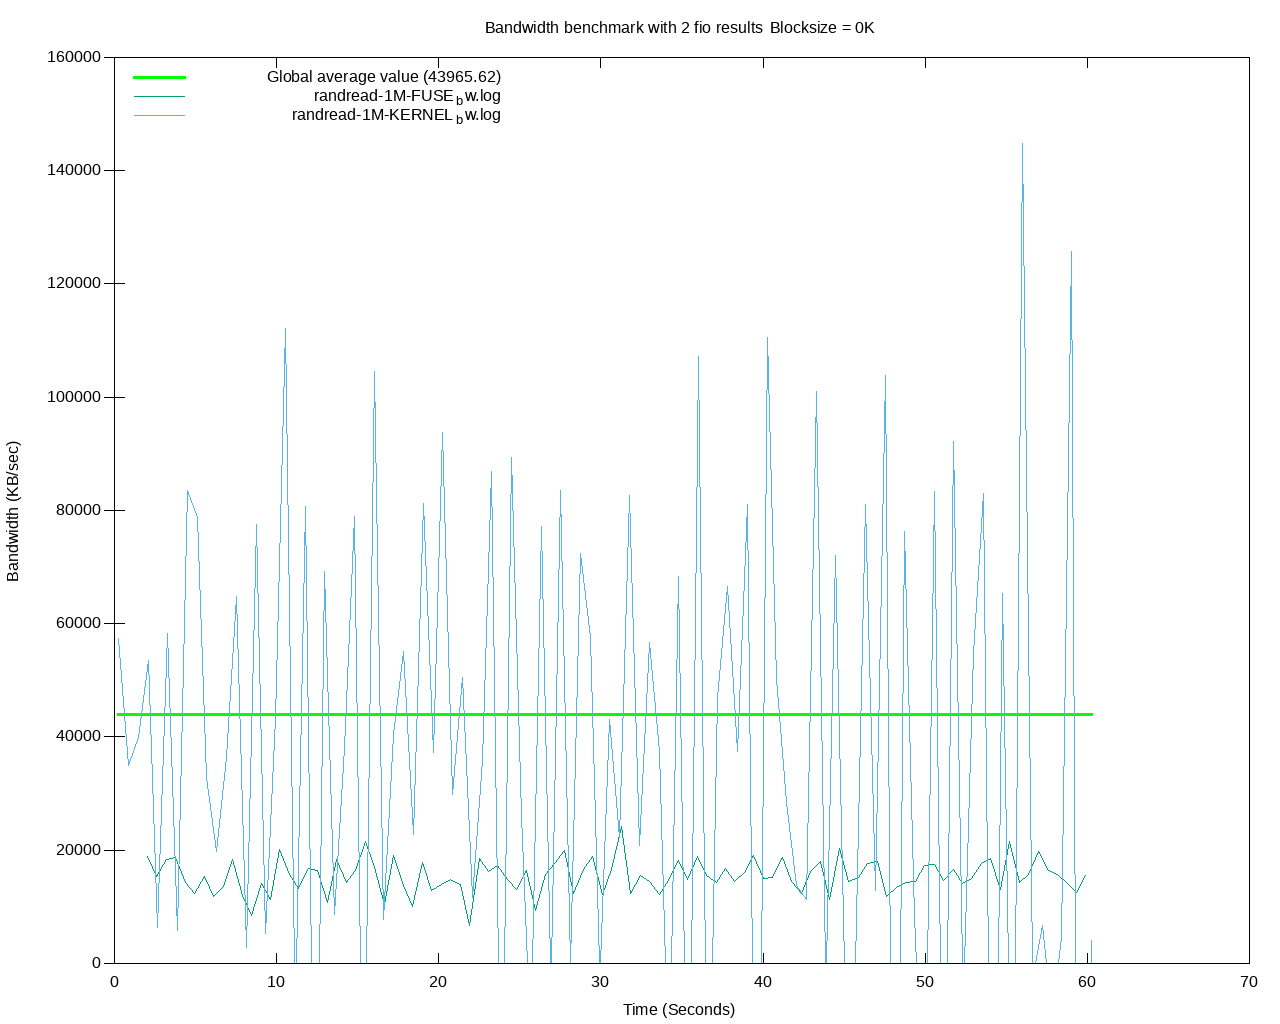 Bandwidth benchmark with 2 fio results Blocksize = 0K
Global average value (43965.62)
randread-1M-FUSE_bw.log
randread-1M-KERNEL_bw.log
160000
140000
120000
100000
80000
60000
40000
20000
0
Bandwidth (KB/sec)
0 10 20 30 40 50 60 70
Time (Seconds)